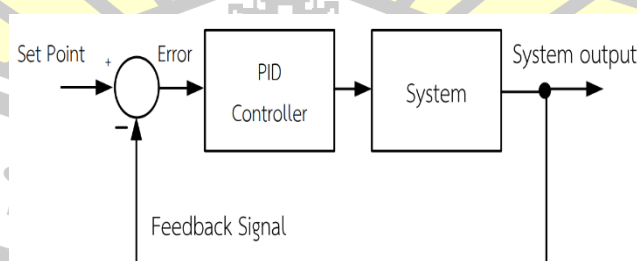 Set Point
+
Error
PID
Controller
System
System output
−
Feedback Signal